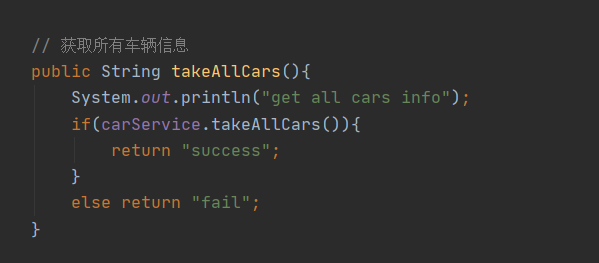 // 获取所有车辆信息
public String takeAllCars(){
    System.out.println("get all cars info");
    if(carService.takeAllCars()){
        return "success";
    }
    else return "fail";
}